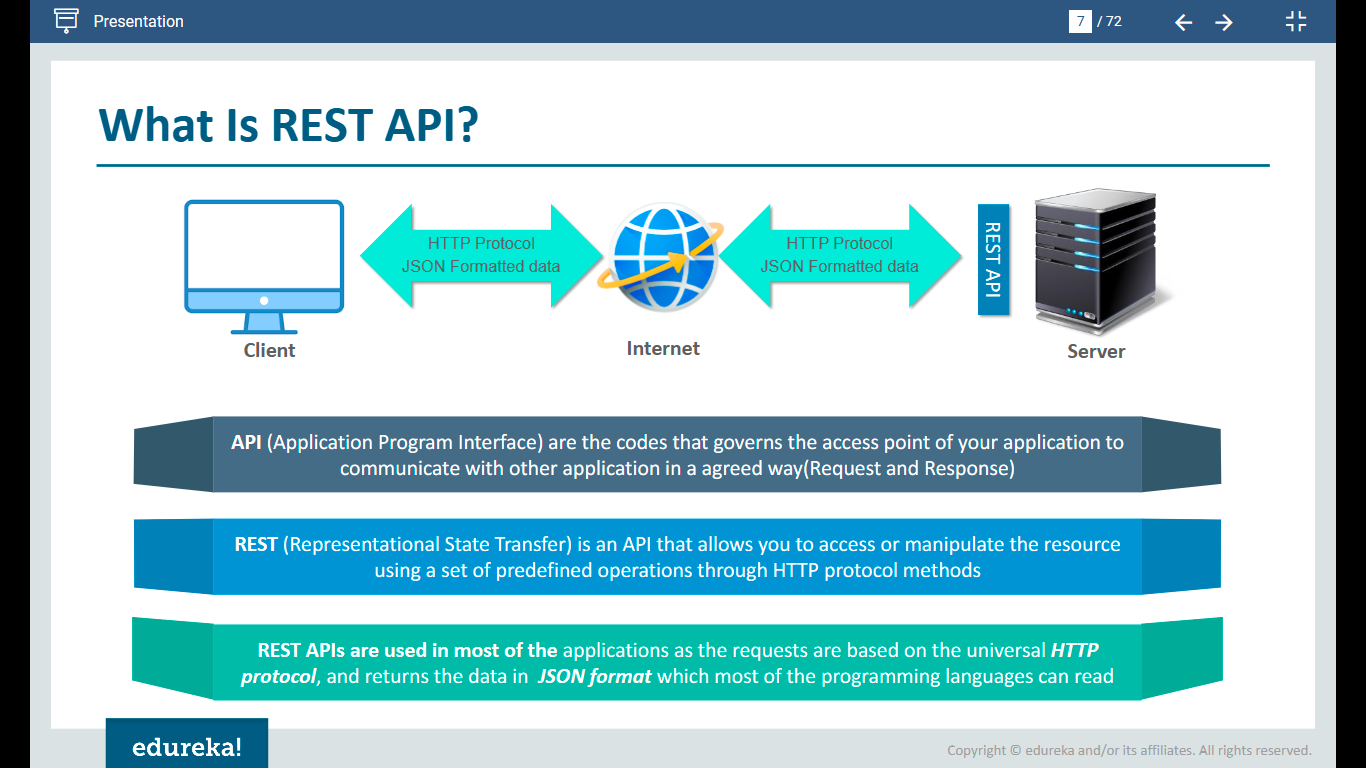 Presentation
7 / 72
What Is REST API?
HTTP Protocol
JSON Formatted data
HTTP Protocol
JSON Formatted data
REST API
Client
Internet
Server
API (Application Program Interface) are the codes that governs the access point of your application to
communicate with other application in a agreed way(Request and Response)
REST (Representational State Transfer) is an API that allows you to access or manipulate the resource
using a set of predefined operations through HTTP protocol methods
REST APIs are used in most of the applications as the requests are based on the universal HTTP
protocol, and returns the data in JSON format which most of the programming languages can read
edureka!
Copyright © edureka and/or its affiliates. All rights reserved.